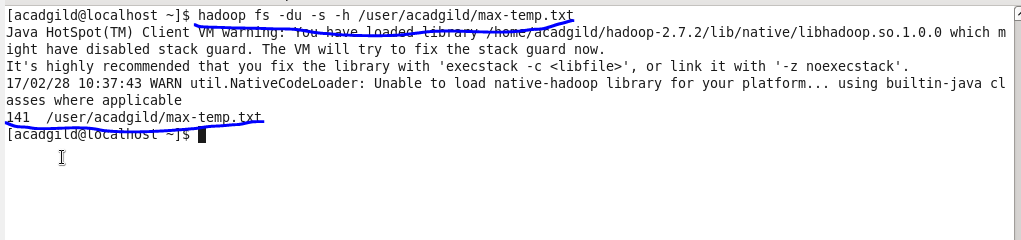 [acadgild@localhost ~]$ hadoop fs -du -s -h /user/acadgild/max-temp.txt
Java HotSpot(TM) Client VM warning: You have loaded library /home/acadgild/hadoop-2.7.2/lib/native/libhadoop.so.1.0.0 which m
ight have disabled stack guard. The VM will try to fix the stack guard now.
It's highly recommended that you fix the library with 'execstack -c <libfile>', or link it with '-z noexecstack'.
17/02/28 10:37:43 WARN util.NativeCodeLoader: Unable to load native-hadoop library for your platform... using builtin-java cl
asses where applicable
141  /user/acadgild/max-temp.txt
[acadgild@localhost ~]$